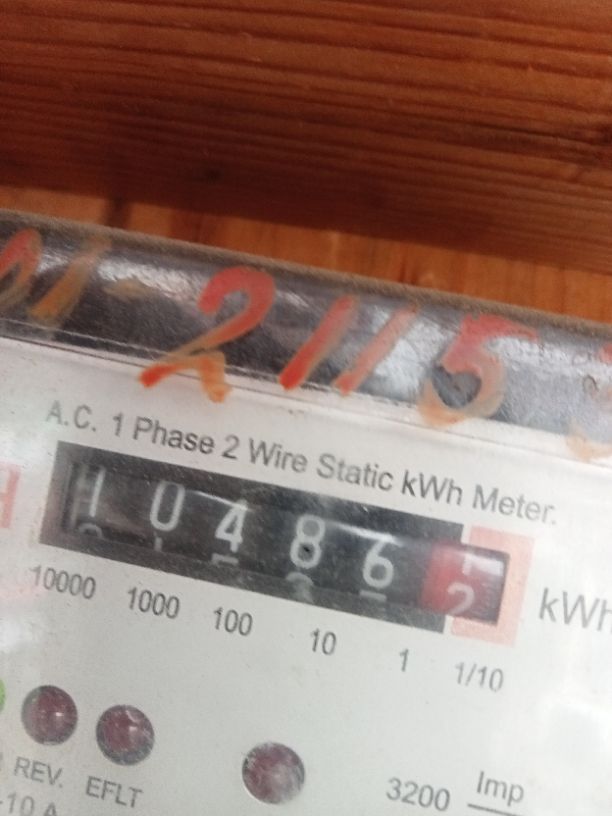 2115
A.C. 1 Phase 2 Wire Static kWh Meter.
1 0 4 8 6 2
kWh
10000 1000 100 10 1 1/10
REV. EFLT
3200 Imp
10 A